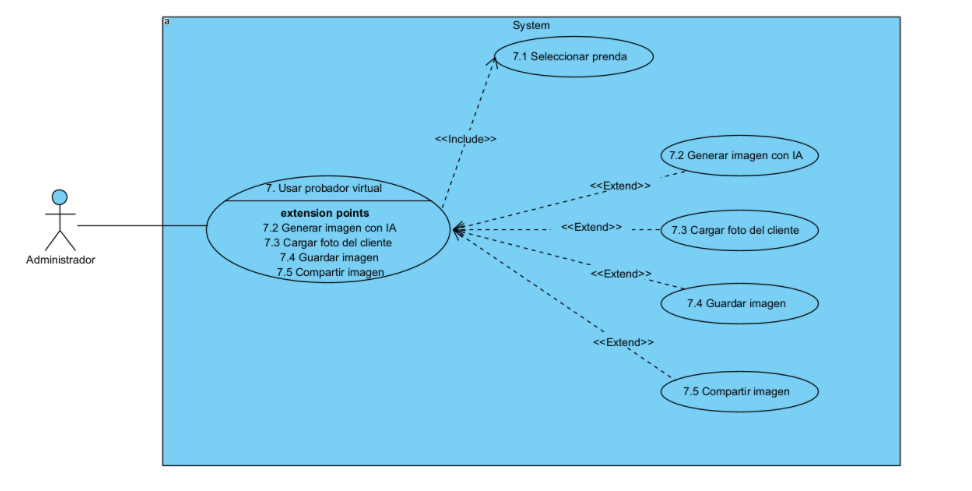 a
System
7.1 Seleccionar prenda
<<Include>>
7.2 Generar imagen con IA
<<Extend>>
7. Usar probador virtual
extension points
7.2 Generar imagen con IA
7.3 Cargar foto del cliente
7.4 Guardar imagen
7.5 Compartir imagen
<<Extend>>
7.3 Cargar foto del cliente
Administrador
<<Extend>>
7.4 Guardar imagen
<<Extend>>
7.5 Compartir imagen